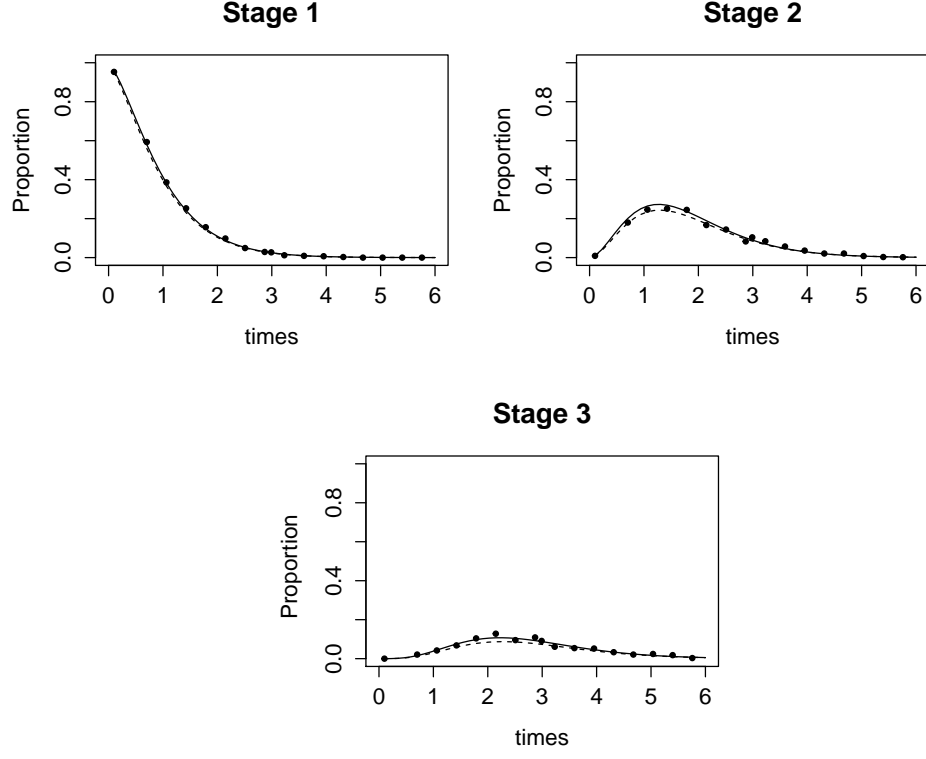 Stage 1
Proportion
0.0 0.4 0.8
0 1 2 3 4 5 6
times
Stage 2
Proportion
0.0 0.4 0.8
0 1 2 3 4 5 6
times
Stage 3
Proportion
0.0 0.4 0.8
0 1 2 3 4 5 6
times